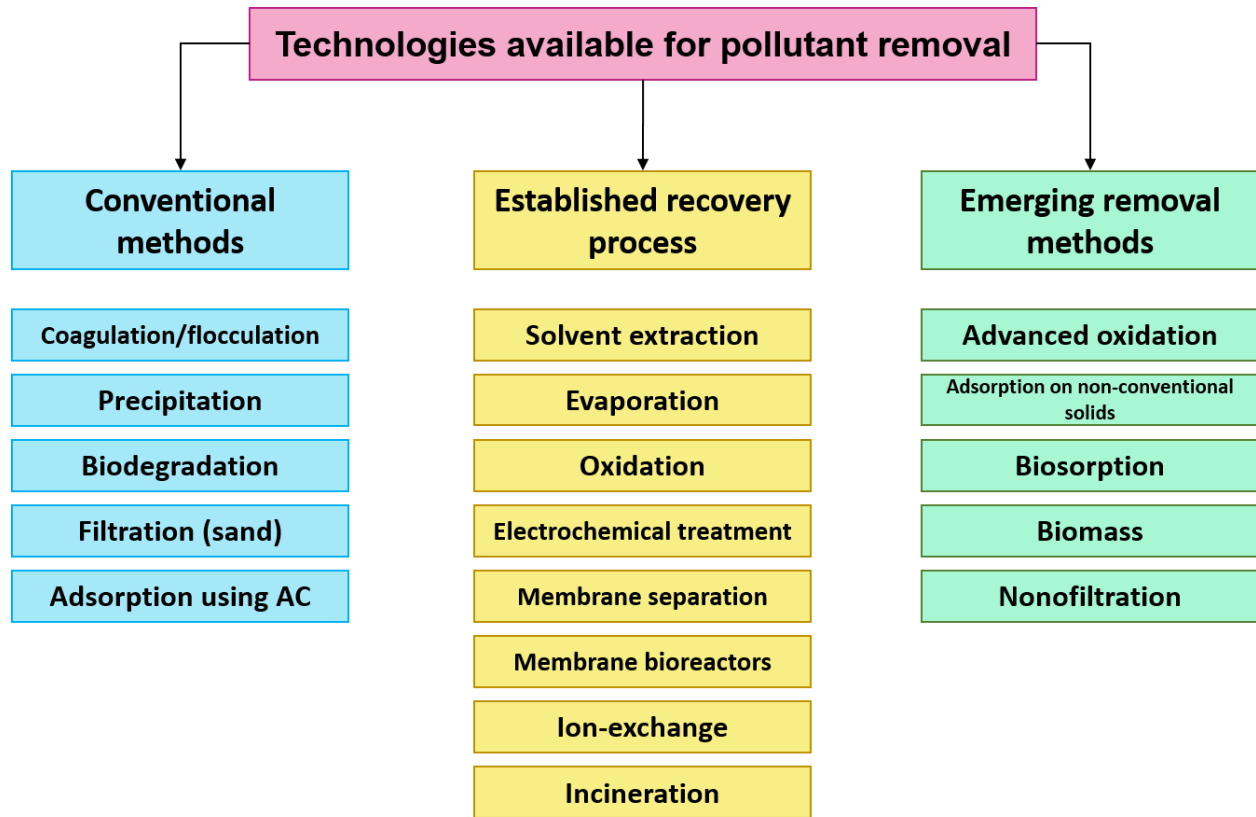 Technologies available for pollutant removal
Conventional
methods
Coagulation/flocculation
Precipitation
Biodegradation
Filtration (sand)
Adsorption using AC
Established recovery
process
Solvent extraction
Evaporation
Oxidation
Electrochemical treatment
Membrane separation
Membrane bioreactors
Ion-exchange
Incineration
Emerging removal
methods
Advanced oxidation
Adsorption on non-conventional
solids
Biosorption
Biomass
Nonofiltration